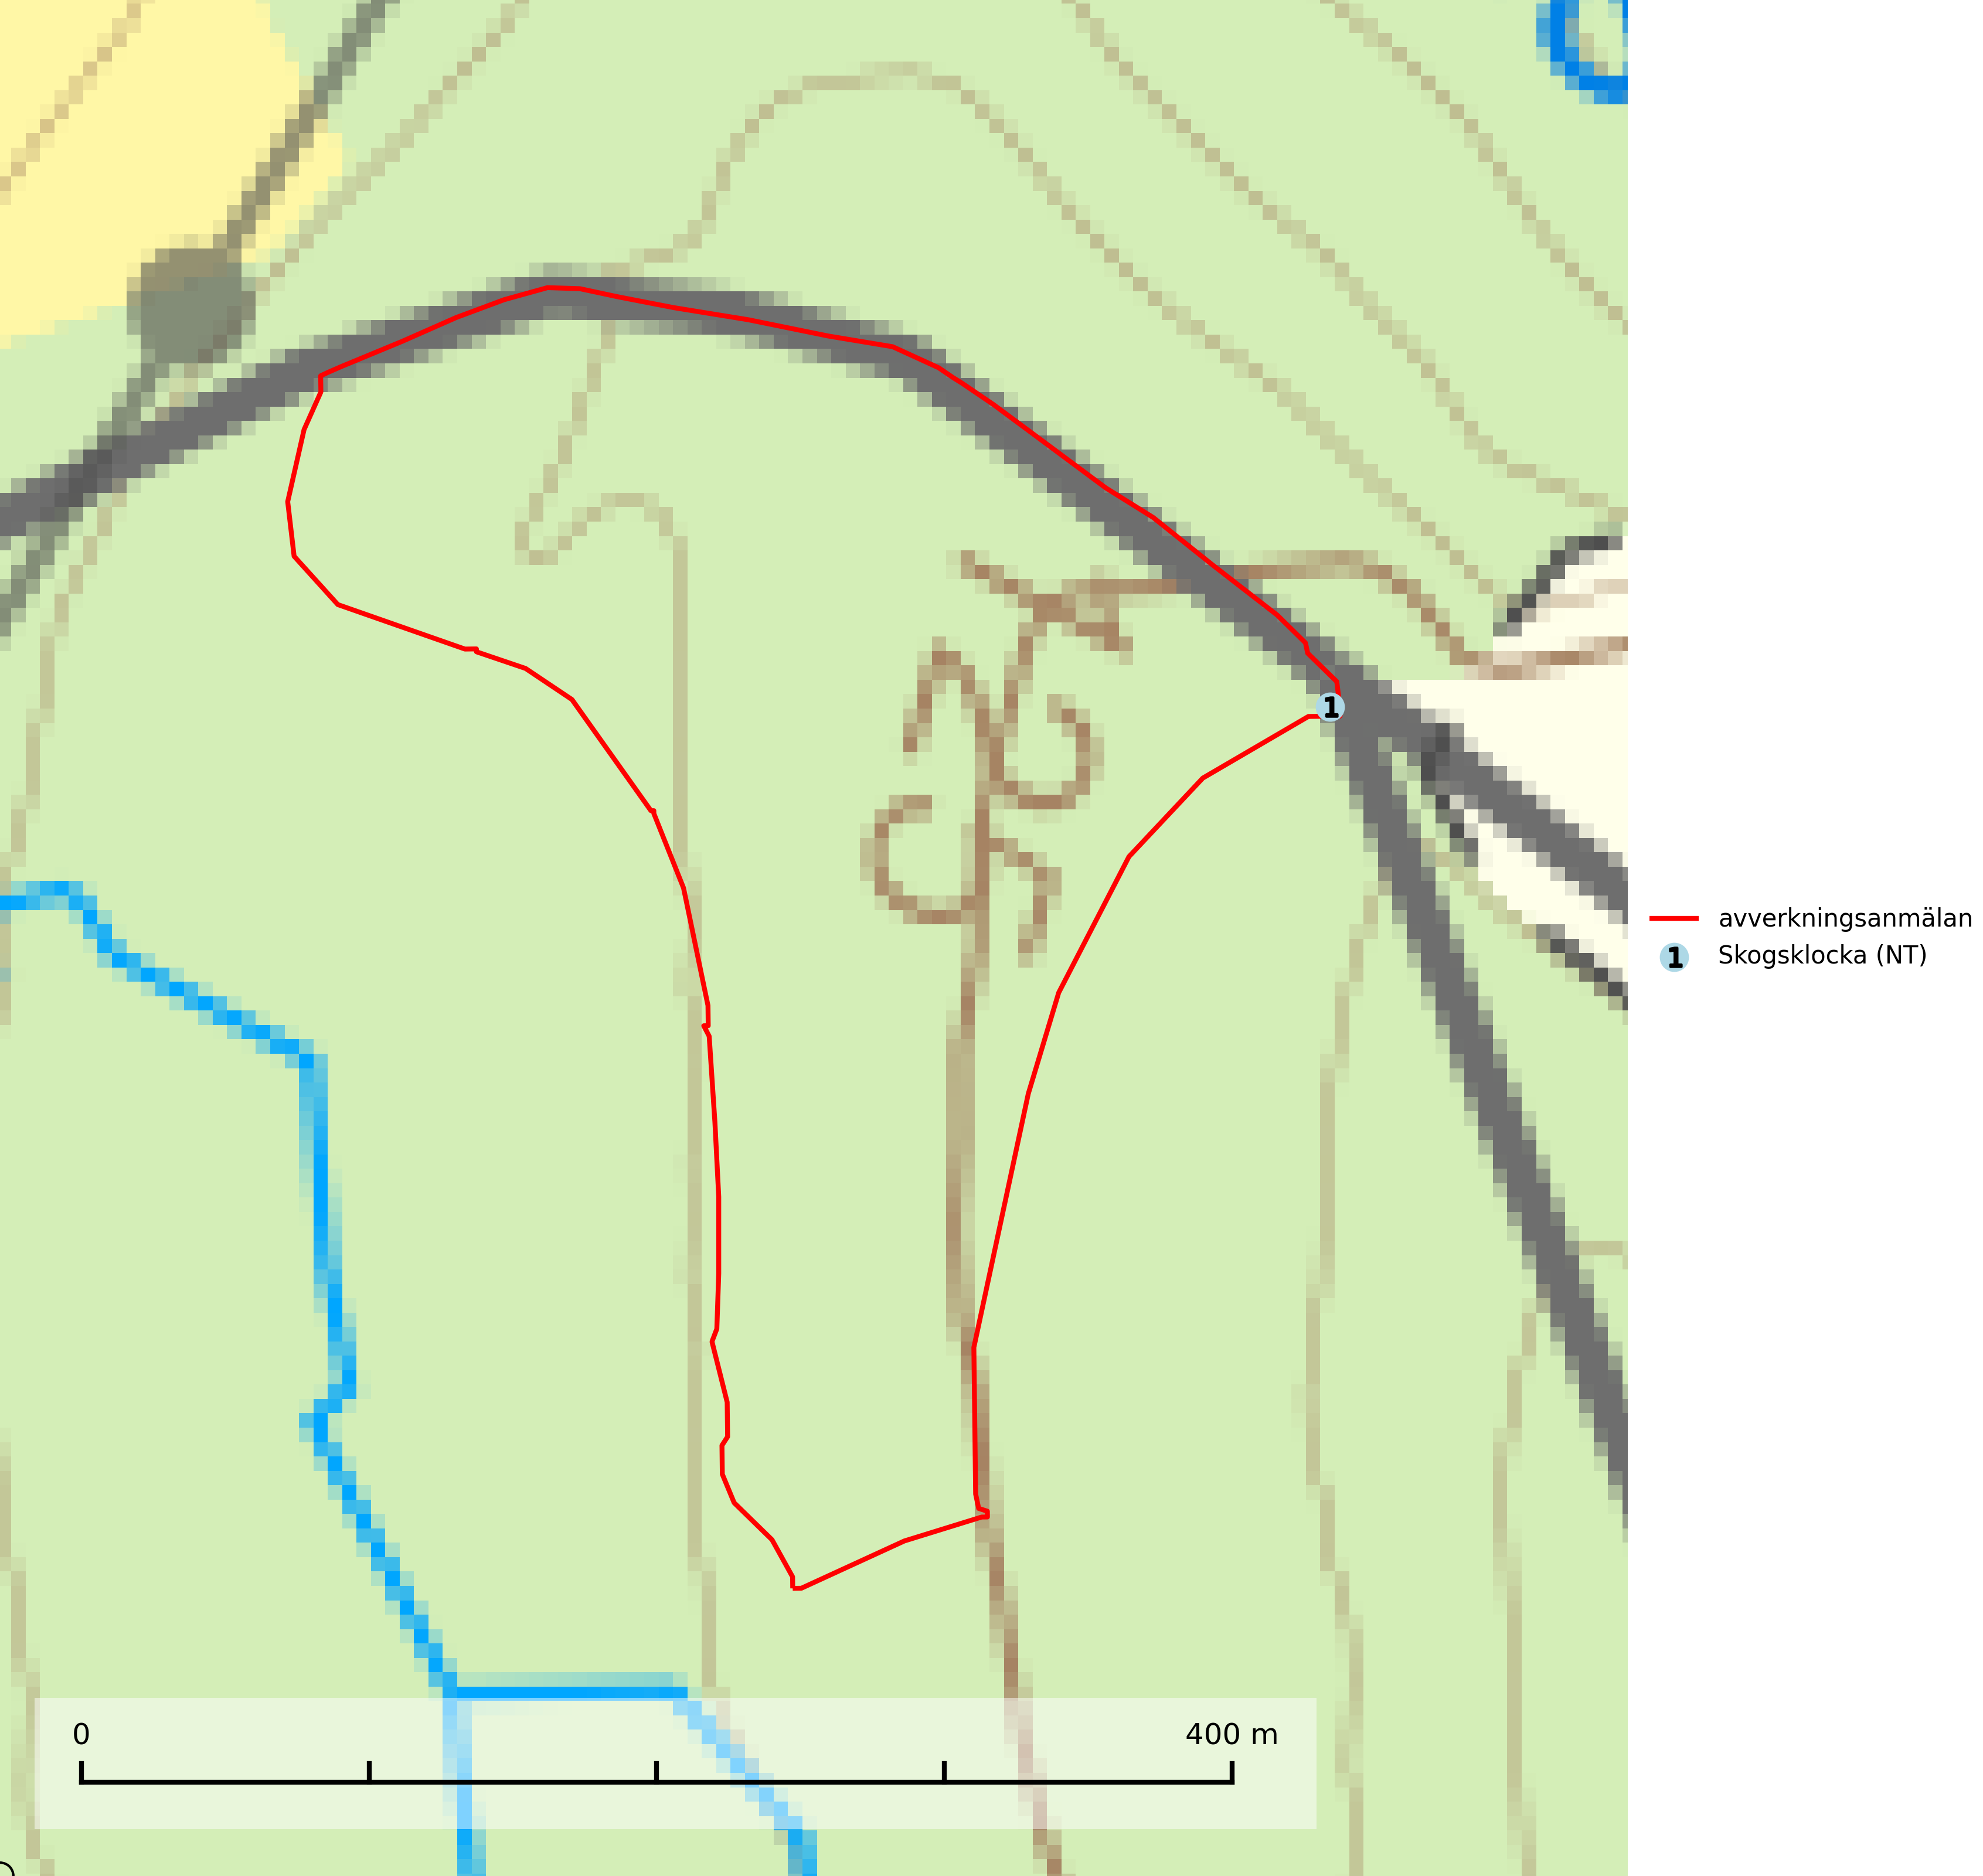 1
avverkningsanmälan
1 Skogsklocka (NT)
0 400 m